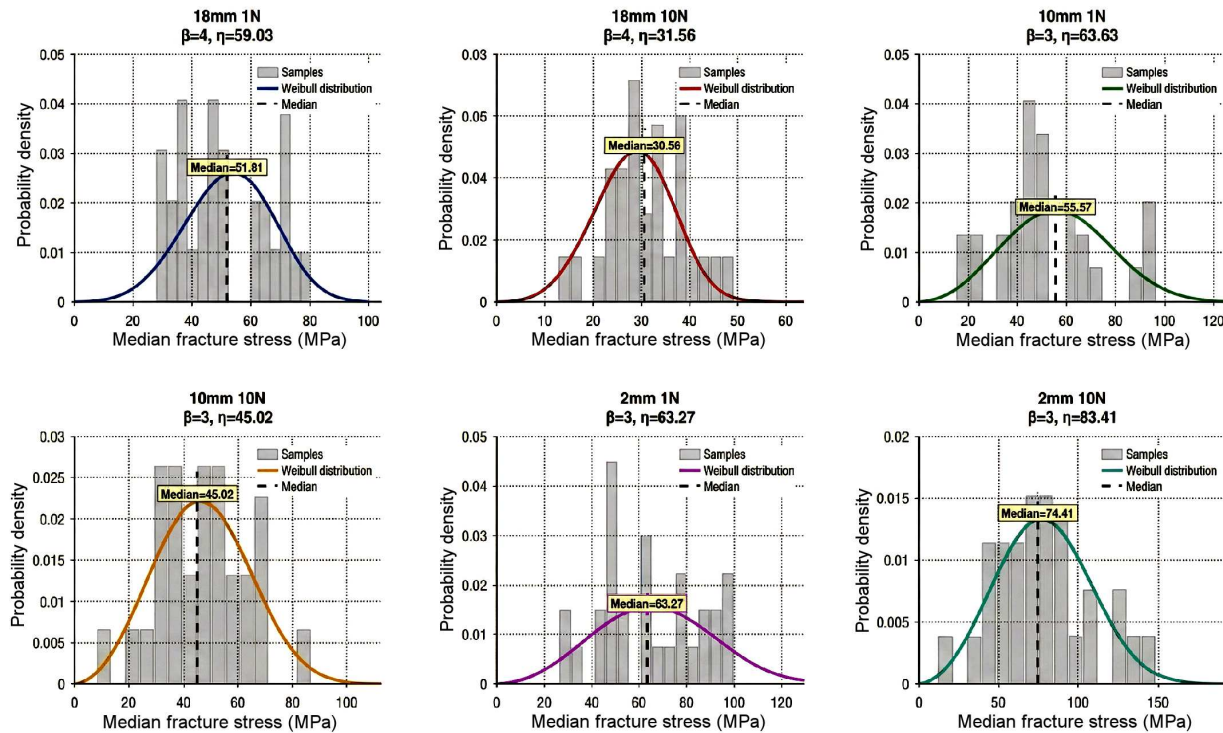 18mm 1N
β=4, η=59.03
0.05
0.04
0.03
0.02
0.01
0
Probability density
Samples
Weibull distribution
Median
Median=51.81
0 20 40 60 80 100
Median fracture stress (MPa)
18mm 10N
β=4, η=31.56
0.03
0.04
0.05
0.04
0.02
0
Probability density
Samples
Weibull distribution
Median
Median=30.56
0 10 20 30 40 50 60
Median fracture stress (MPa)
10mm 1N
β=3, η=63.63
0.05
0.04
0.03
0.02
0.01
0
Probability density
Samples
Weibull distribution
Median
Median=55.57
0 20 40 60 80 100 120
Median fracture stress (MPa)
10mm 10N
β=3, η=45.02
0.03
0.025
0.02
0.015
0.01
0.005
0
Probability density
Samples
Weibull distribution
Median
Median=45.02
0 20 40 60 80 100
Median fracture stress (MPa)
2mm 1N
β=3, η=63.27
0.05
0.04
0.03
0.02
0.01
0
Probability density
Samples
Weibull distribution
Median
Median=63.27
0 20 40 60 80 100 120
Median fracture stress (MPa)
2mm 10N
β=3, η=83.41
0.02
0.015
0.01
0.005
0
Probability density
Samples
Weibull distribution
Median
Median=74.41
0 50 100 150
Median fracture stress (MPa)